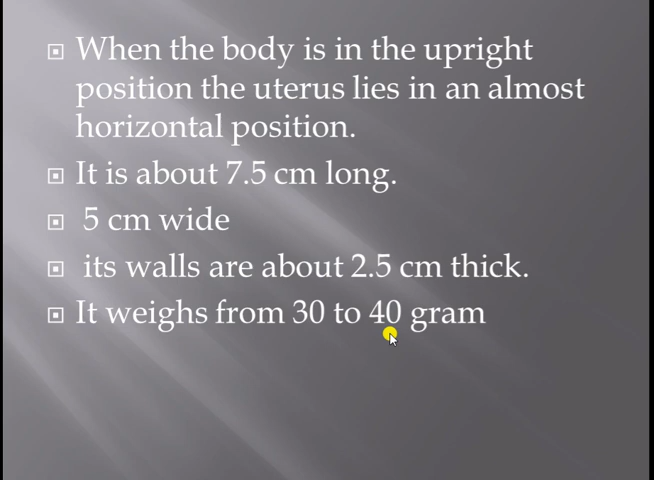 When the body is in the upright
position the uterus lies in an almost
horizontal position.
It is about 7.5 cm long.
5 cm wide
its walls are about 2.5 cm thick.
It weighs from 30 to 40 gram